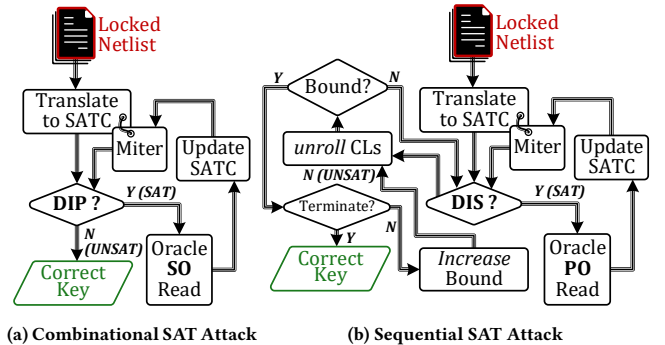 Locked
Netlist
Translate
to SATC
Miter
Update
SATC
DIP ?
Y (SAT)
N
(UNSAT)
Oracle
SO
Read
Correct
Key
(a) Combinational SAT Attack
Locked
Netlist
Y
N
Bound?
Translate
to SATC
unroll CLs
Miter
Update
SATC
N (UNSAT)
Terminate?
DIS ?
Y (SAT)
N
Y
Correct
Key
Increase
Bound
Oracle
PO
Read
(b) Sequential SAT Attack